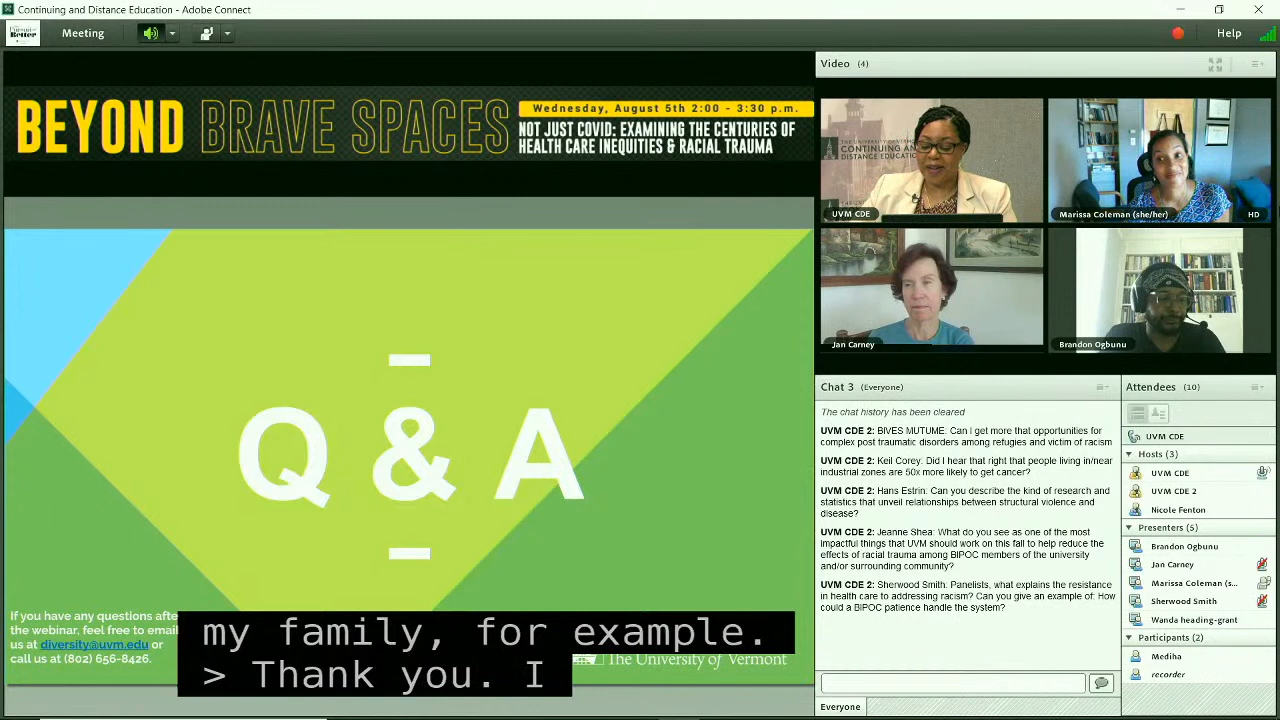 Continuing and Distance Education - Adobe Connect
Meeting
Help
BEYOND BRAVE SPACES
Wednesday, August 5th 2:00 - 3:30 p.m.
NOT JUST COVID: EXAMINING THE CENTURIES OF
HEALTH CARE INEQUITIES & RACIAL TRAUMA
Q & A
If you have any questions afte
the webinar, feel free to email
us at diversity@uvm.edu or
call us at (802) 656-8426.
The University of Vermont
my family, for example.
> Thank you. I
Video (4)
CONTINUING AN
DISTANCE EDUCATIO
UVM CDE
Marissa Coleman (she/her)
HD
Jan Carney
Brandon Ogbunu
Chat 3 (Everyone)
The chat history has been cleared
UVM CDE 2: BIVES MUTUME: Can I get more that opportunities for
complex post traumatic disorders among refugies and victim of racism
UVM CDE 2: Keil Corey: Did I hear that right that people living in/near
industrial zones are 50x more likely to get cancer?
UVM CDE 2: Hans Estrin: Can you describe the kind of research and
statistics that unveil relationships between structural violence and
disease?
UVM CDE 2: Jeanne Shea: What do you see as one of the most
impactful things that UVM should work on this fall to help reduce the
effects of racial trauma among BIPOC members of the university
and/or surrounding community?
UVM CDE 2: Sherwood Smith: Panelists, what explains the resistance
in health care to addressing racism? Can you give an example of: How
could a BIPOC patience handle the system?
Everyone
Attendees (10)
UVM CDE
Hosts (3)
UVM CDE
UVM CDE 2
Nicole Fenton
Presenters (5)
Brandon Ogbunu
Jan Carney
Marissa Coleman (s...
Sherwood Smith
Wanda heading-grant
Participants (2)
Mediha
recorder